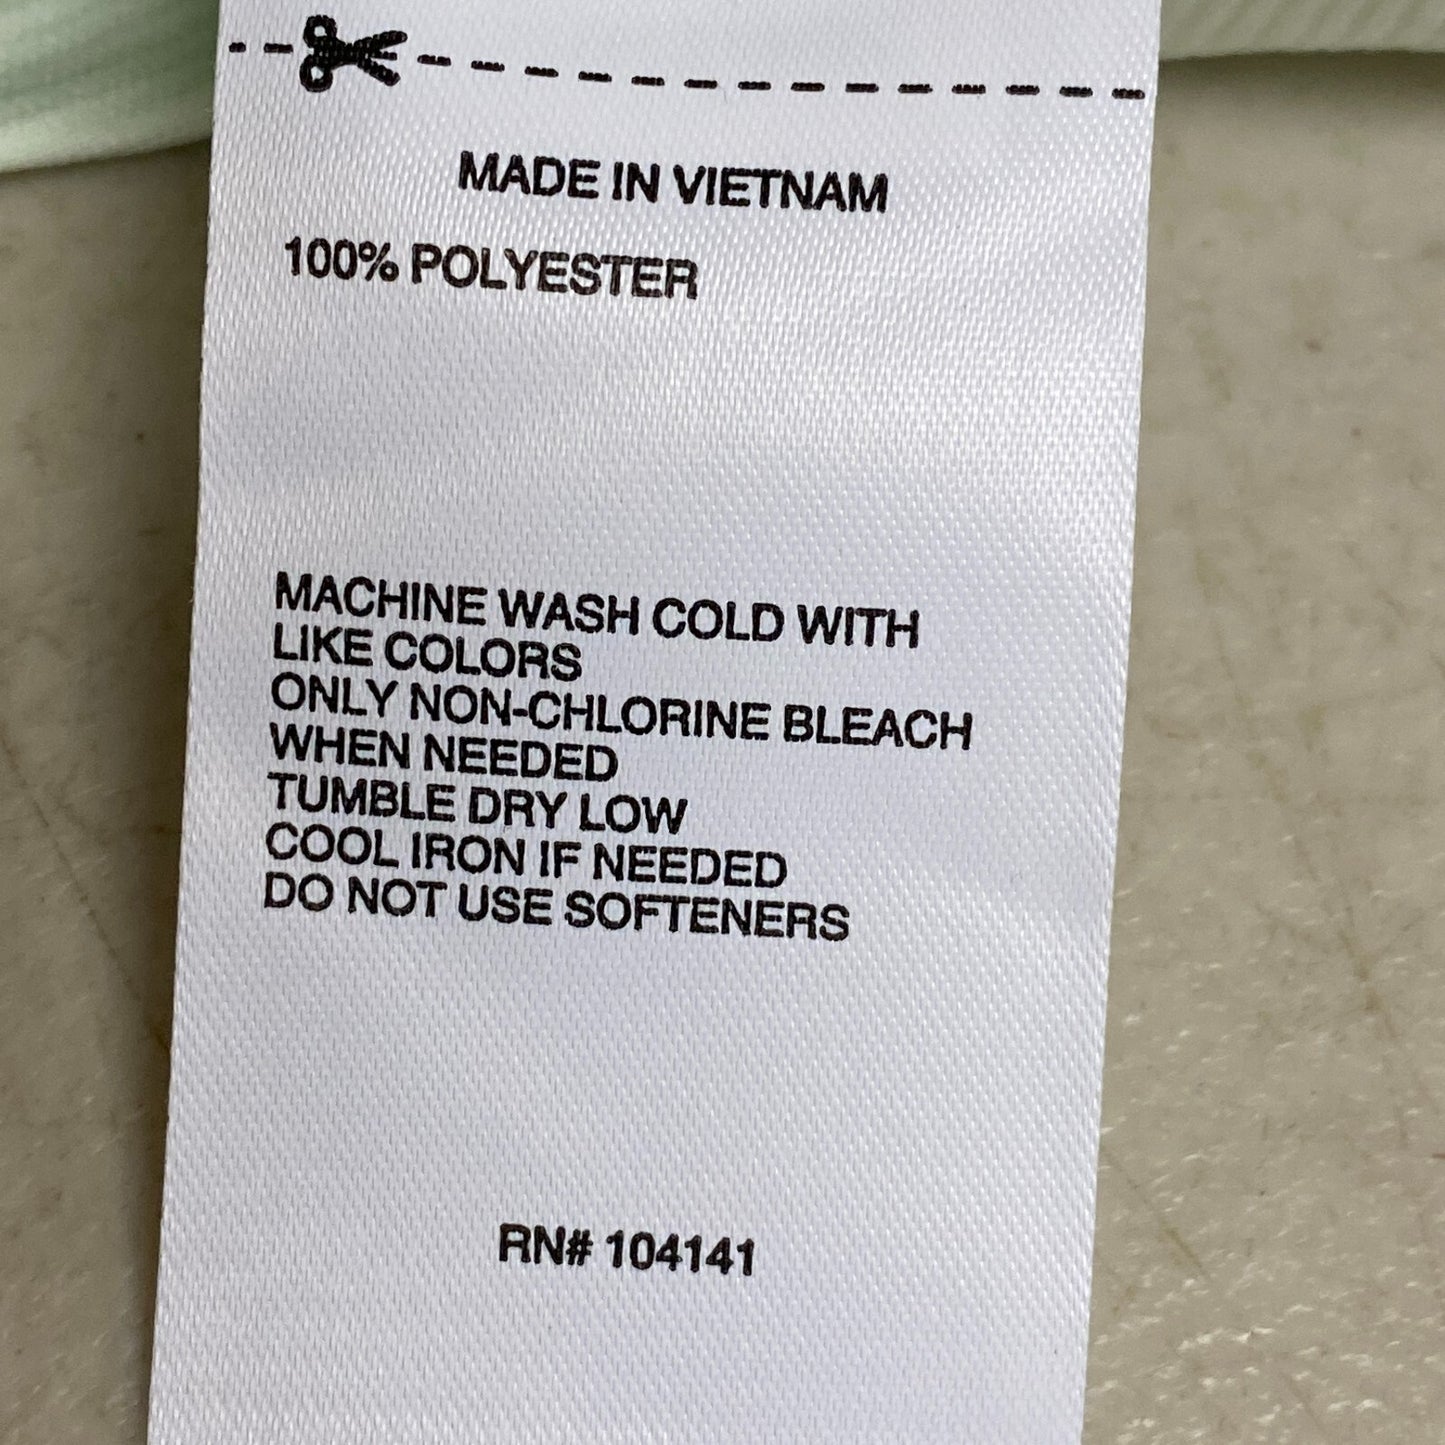 MADE IN VIETNAM
100% POLYESTER
MACHINE WASH COLD WITH
LIKE COLORS
ONLY NON-CHLORINE BLEACH
WHEN NEEDED
TUMBLE DRY LOW
COOL IRON IF NEEDED
DO NOT USE SOFTENERS
RN# 104141